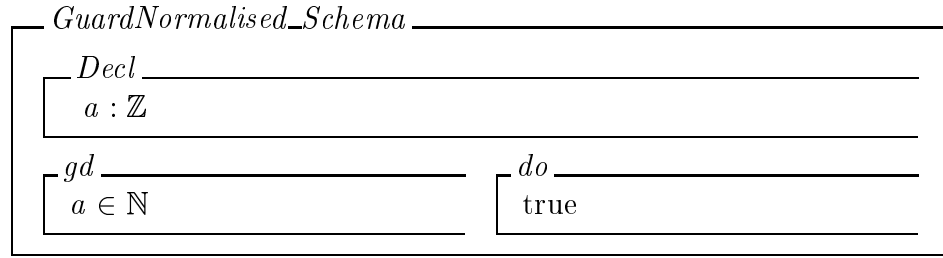 GuardNormalised_Schema
Decl
a : ℤ
gd do
a ∈ ℕ true